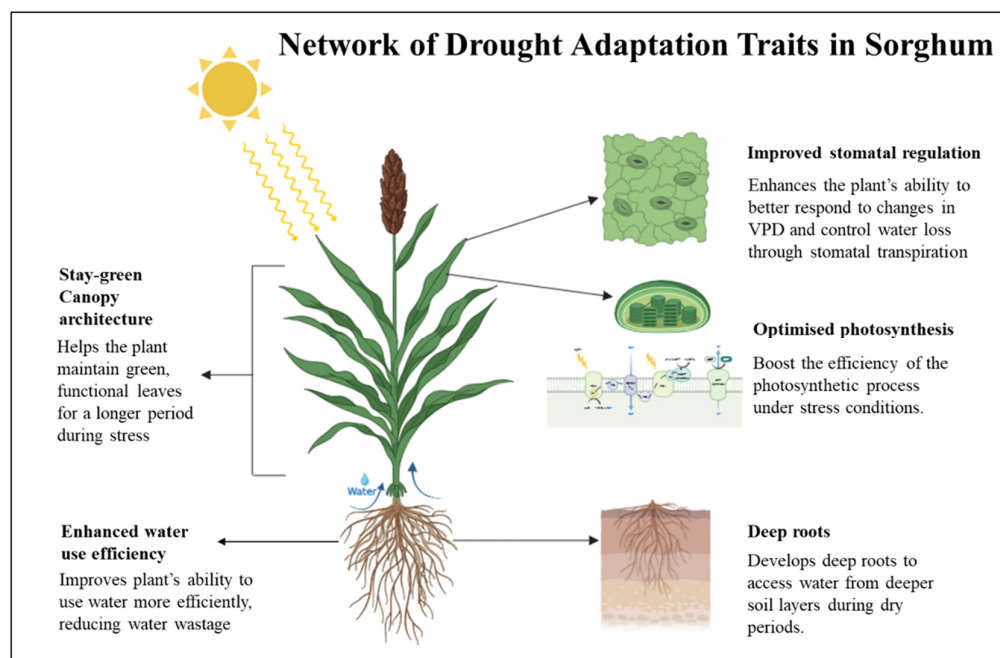 Network of Drought Adaptation Traits in Sorghum
Improved stomatal regulation
Enhances the plant's ability to
better respond to changes in
VPD and control water loss
through stomatal transpiration
Stay-green
Canopy
architecture
Helps the plant
maintain green,
functional leaves
for a longer period
during stress
Optimised photosynthesis
Boost the efficiency of the
photosynthetic process
under stress conditions.
Water
Enhanced water
use efficiency
Improves plant's ability to
use water more efficiently,
reducing water wastage
Deep roots
Develops deep roots to
access water from deeper
soil layers during dry
periods.